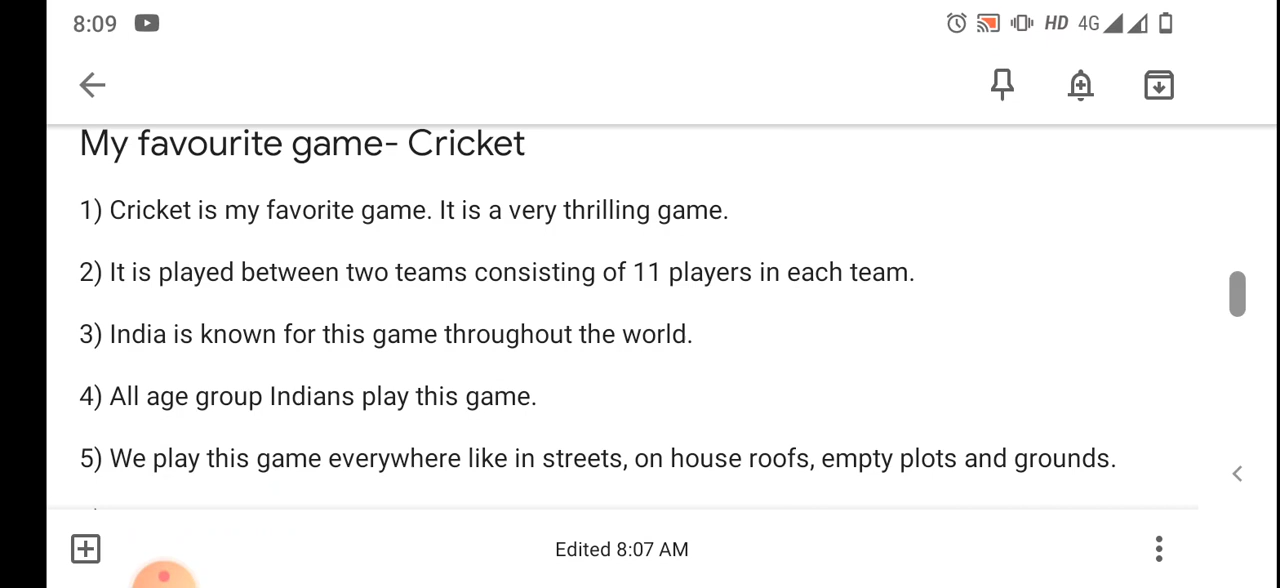 8:09 HD 4G
My favourite game- Cricket
1) Cricket is my favorite game. It is a very thrilling game.
2) It is played between two teams consisting of 11 players in each team.
3) India is known for this game throughout the world.
4) All age group Indians play this game.
5) We play this game everywhere like in streets, on house roofs, empty plots and grounds.
Edited 8:07 AM